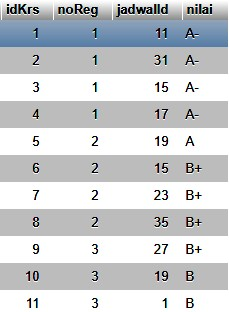 idKrs noReg jadwalId nilai
1 1 11 A-
2 1 31 A-
3 1 15 A-
4 1 17 A-
5 2 19 A
6 2 15 B+
7 2 23 B+
8 2 35 B+
9 3 27 B+
10 3 19 B
11 3 1 B